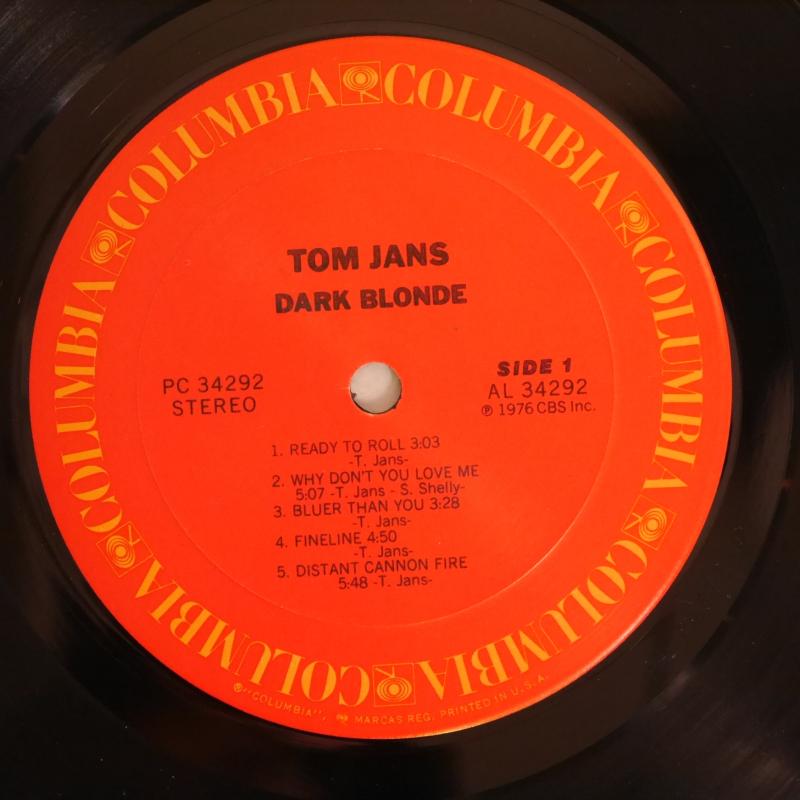 COLUMBIA COLUMBIA COLUMBIA COLUMBIA COLUMBIA COLUMBIA COLUMBIA COLUMBIA
TOM JANS
DARK BLONDE
PC 34292
STEREO
SIDE 1
AL 34292
Ⓟ 1976 CBS Inc.
1. READY TO ROLL 3:03
-T. Jans-
2. WHY DON'T YOU LOVE ME
5:07 -T. Jans - S. Shelly-
3. BLUER THAN YOU 3:28
-T. Jans-
4. FINELINE 4:50
-T. Jans-
5. DISTANT CANNON FIRE
5:48 -T. Jans-
®"COLUMBIA", MARCAS REG. PRINTED IN U.S.A.